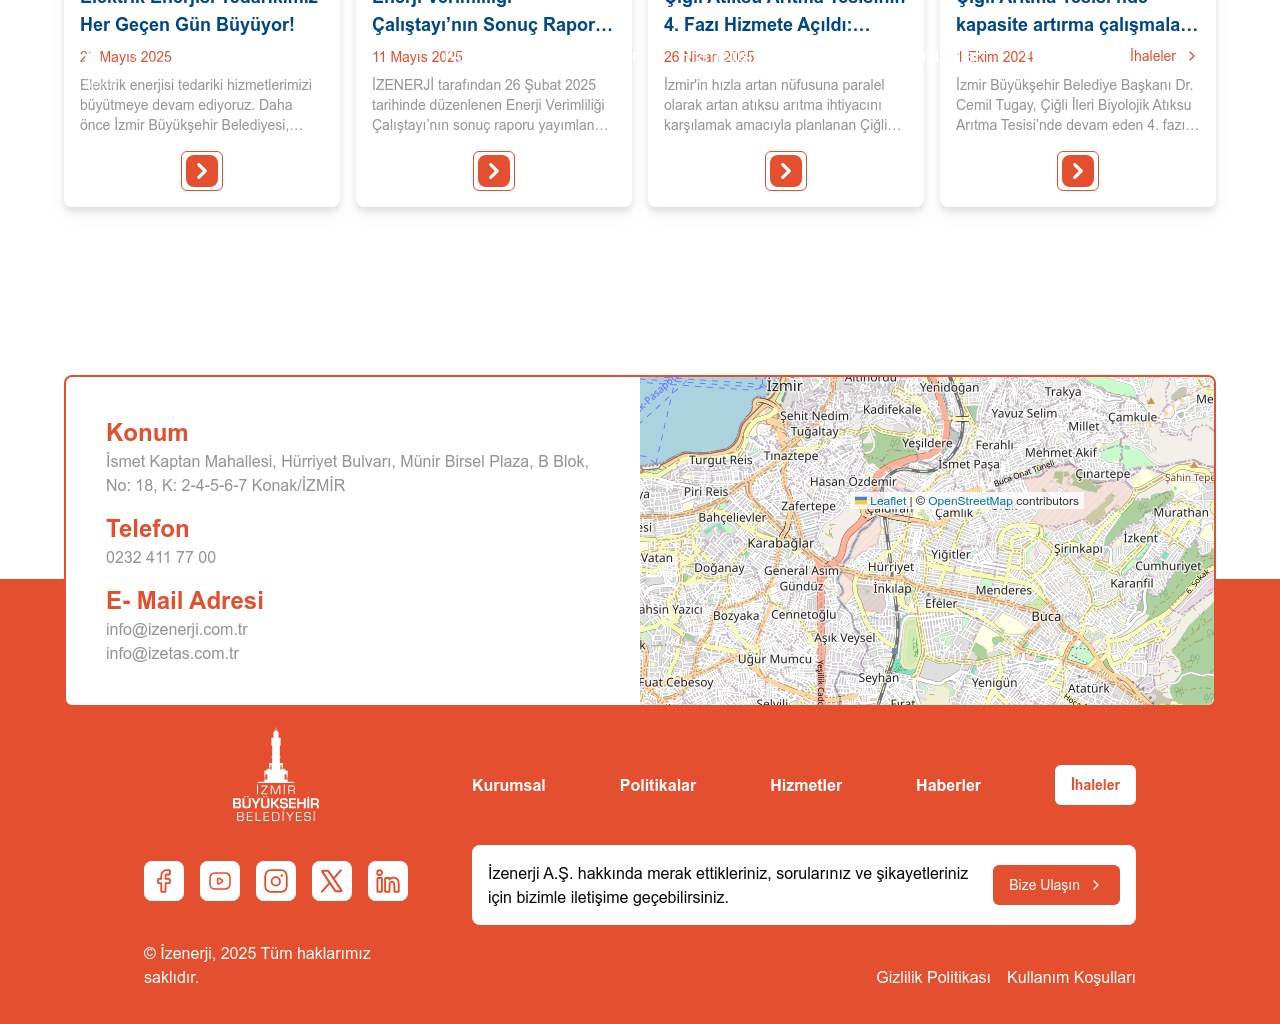 Her Geçen Gün Büyüyor!
Mayıs 2025
Elektrik enerjisi tedariki hizmetlerimizi
büyütmeye devam ediyoruz. Daha
önce İzmir Büyükşehir Belediyesi,…
Çalıştayı’nın Sonuç Rapor…
11 Mayıs 2025
İZENERJİ tarafından 26 Şubat 2025
tarihinde düzenlenen Enerji Verimliliği
Çalıştayı’nın sonuç raporu yayımlan…
4. Fazı Hizmete Açıldı:…
26 Nisan 2025
İzmir'in hızla artan nüfusuna paralel
olarak artan atıksu arıtma ihtiyacını
karşılamak amacıyla planlanan Çiğli…
kapasite artırma çalışmala…
1 Ekim 2024
İhaleler
İzmir Büyükşehir Belediye Başkanı Dr.
Cemil Tugay, Çiğli İleri Biyolojik Atıksu
Arıtma Tesisi’nde devam eden 4. fazı…
Konum
İsmet Kaptan Mahallesi, Hürriyet Bulvarı, Münir Birsel Plaza, B Blok,
No: 18, K: 2-4-5-6-7 Konak/İZMİR
Telefon
0232 411 77 00
E- Mail Adresi
info@izenerji.com.tr
info@izetas.com.tr
İzmir
Yenidoğan
Trakya
Şehit Nedim
Kadifekale
Yavuz Selim
Çamkule
Tuğaltay
Millet
Yeşildere
Ferahlı
Tınaztepe
Mehmet Akif
Turgut Reis
İsmet Paşa
Buca Onat Tüneli
Çınartepe
Hasan Özdemir
Şahin Tepe
Piri Reis
Zafertepe
Leaflet | © OpenStreetMap contributors
Bahçelievler
Çamlık
Murathan
Karabağlar
Yiğitler
Şirinkapı
İzkent
Vatan
Doğanay
General Asım
Gündüz
Hürriyet
Cumhuriyet
İnkılap
Menderes
Karanfil
6. Sokak
Bozyaka
Cennetoğlu
Efeler
Buca
Aşık Veysel
Uğur Mumcu
Seyhan
Yenigün
Atatürk
Fuat Cebesoy
İZMİR
BÜYÜKŞEHİR
BELEDİYESİ
Kurumsal
Politikalar
Hizmetler
Haberler
İhaleler
İzenerji A.Ş. hakkında merak ettikleriniz, sorularınız ve şikayetleriniz
için bizimle iletişime geçebilirsiniz.
Bize Ulaşın
© İzenerji, 2025 Tüm haklarımız
saklıdır.
Gizlilik Politikası
Kullanım Koşulları